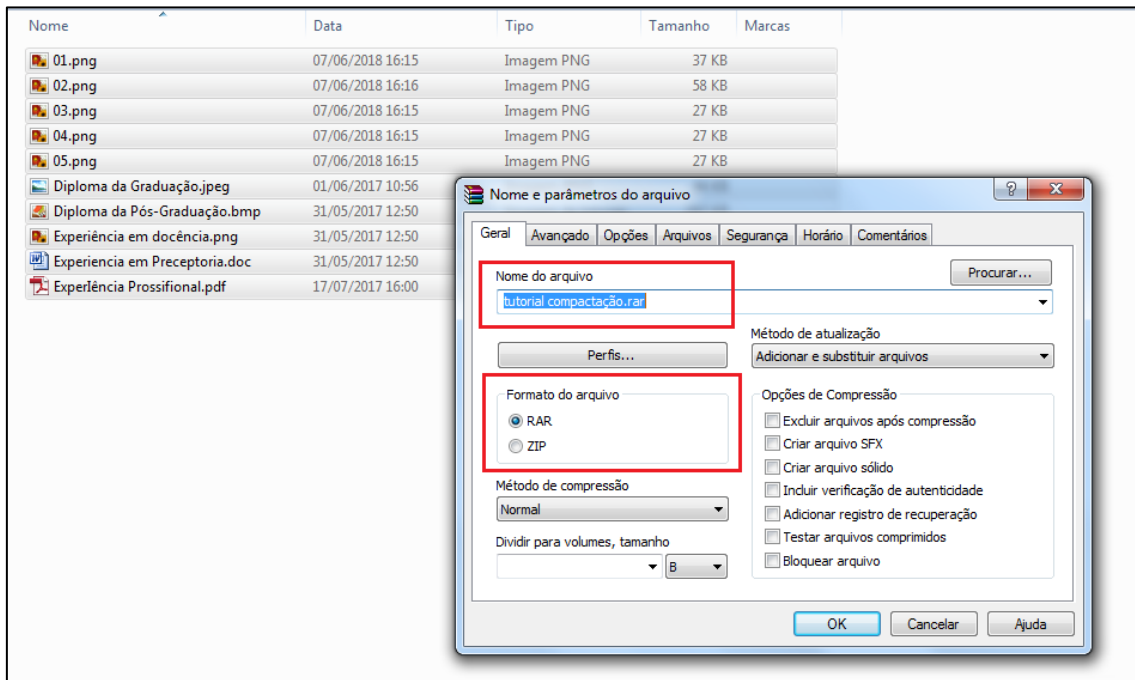 Nome Data Tipo Tamanho Marcas
01.png 07/06/2018 16:15 Imagem PNG 37 KB
02.png 07/06/2018 16:16 Imagem PNG 58 KB
03.png 07/06/2018 16:15 Imagem PNG 27 KB
04.png 07/06/2018 16:15 Imagem PNG 27 KB
05.png 07/06/2018 16:15 Imagem PNG 27 KB
Diploma da Graduação.jpeg 01/06/2017 10:56
Diploma da Pós-Graduação.bmp 31/05/2017 12:50
Experiência em docência.png 31/05/2017 12:50
Experiencia em Preceptoria.doc 31/05/2017 12:50
ExperIência Prossifional.pdf 17/07/2017 16:00
Nome e parâmetros do arquivo
Geral Avançado Opções Arquivos Segurança Horário Comentários
Nome do arquivo
Procurar...
tutorial compactação.rar
Perfis...
Método de atualização
Adicionar e substituir arquivos
Formato do arquivo
RAR
ZIP
Método de compressão
Normal
Dividir para volumes, tamanho
B
Opções de Compressão
Excluir arquivos após compressão
Criar arquivo SFX
Criar arquivo sólido
Incluir verificação de autenticidade
Adicionar registro de recuperação
Testar arquivos comprimidos
Bloquear arquivo
OK Cancelar Ajuda